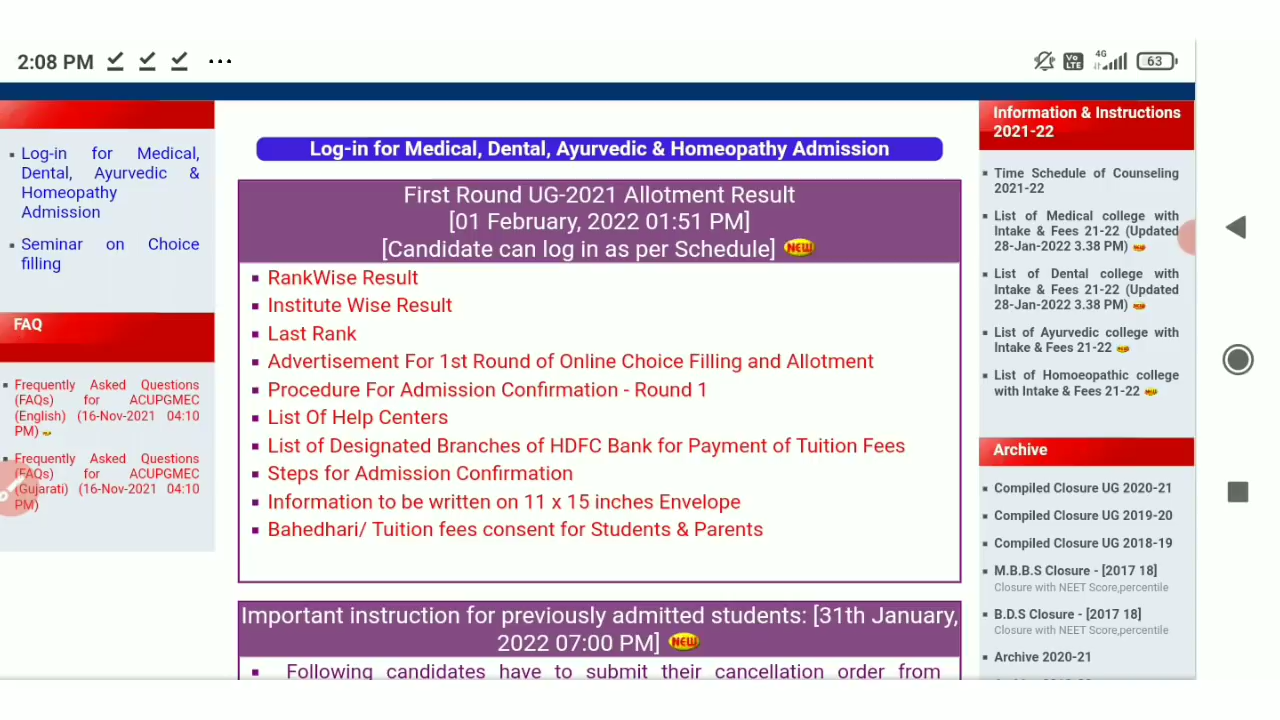 2:08 PM
4G
Vo
LTE
63
Log-in for Medical,
Dental, Ayurvedic &
Homeopathy
Admission
Seminar on Choice
filling
FAQ
Frequently Asked Questions
(FAQs) for ACUPGMEC
(English) (16-Nov-2021 04:10
PM)
Frequently Asked Questions
(FAQs) for ACUPGMEC
(Gujarati) (16-Nov-2021 04:10
PM)
Log-in for Medical, Dental, Ayurvedic & Homeopathy Admission
First Round UG-2021 Allotment Result
[01 February, 2022 01:51 PM]
[Candidate can log in as per Schedule] NEW
RankWise Result
Institute Wise Result
Last Rank
Advertisement For 1st Round of Online Choice Filling and Allotment
Procedure For Admission Confirmation - Round 1
List Of Help Centers
List of Designated Branches of HDFC Bank for Payment of Tuition Fees
Steps for Admission Confirmation
Information to be written on 11 x 15 inches Envelope
Bahedhari/ Tuition fees consent for Students & Parents
Important instruction for previously admitted students: [31th January,
2022 07:00 PM] NEW
Following candidates have to submit their cancellation order from
Information & Instructions
2021-22
Time Schedule of Counseling
2021-22
List of Medical college with
Intake & Fees 21-22 (Updated
28-Jan-2022 3.38 PM)
List of Dental college with
Intake & Fees 21-22 (Updated
28-Jan-2022 3.38 PM)
List of Ayurvedic college with
Intake & Fees 21-22
List of Homoeopathic college
with Intake & Fees 21-22
Archive
Compiled Closure UG 2020-21
Compiled Closure UG 2019-20
Compiled Closure UG 2018-19
M.B.B.S Closure - [2017 18]
Closure with NEET Score,percentile
B.D.S Closure - [2017 18]
Closure with NEET Score,percentile
Archive 2020-21